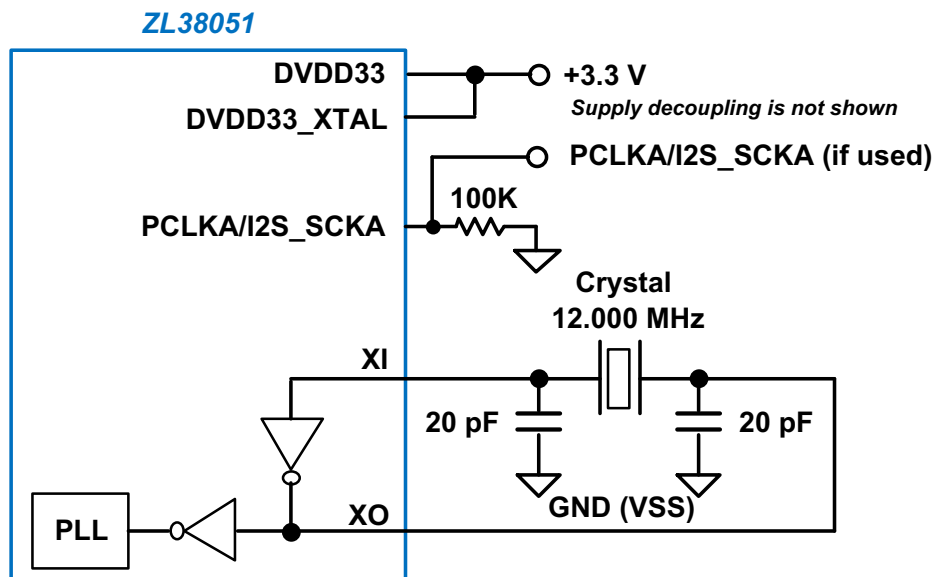 ZL38051
DVDD33
+3.3 V
DVDD33_XTAL
Supply decoupling is not shown
PCLKA/I2S_SCKA (if used)
100K
PCLKA/I2S_SCKA
Crystal
12.000 MHz
XI
20 pF
20 pF
GND (VSS)
XO
PLL